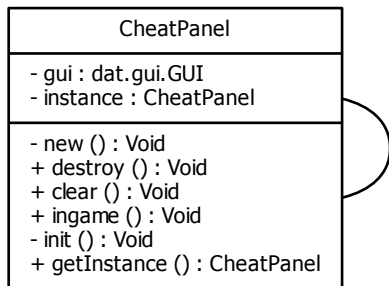 CheatPanel
- gui : dat.gui.GUI
- instance : CheatPanel
- new () : Void
+ destroy () : Void
+ clear () : Void
+ ingame () : Void
- init () : Void
+ getInstance () : CheatPanel